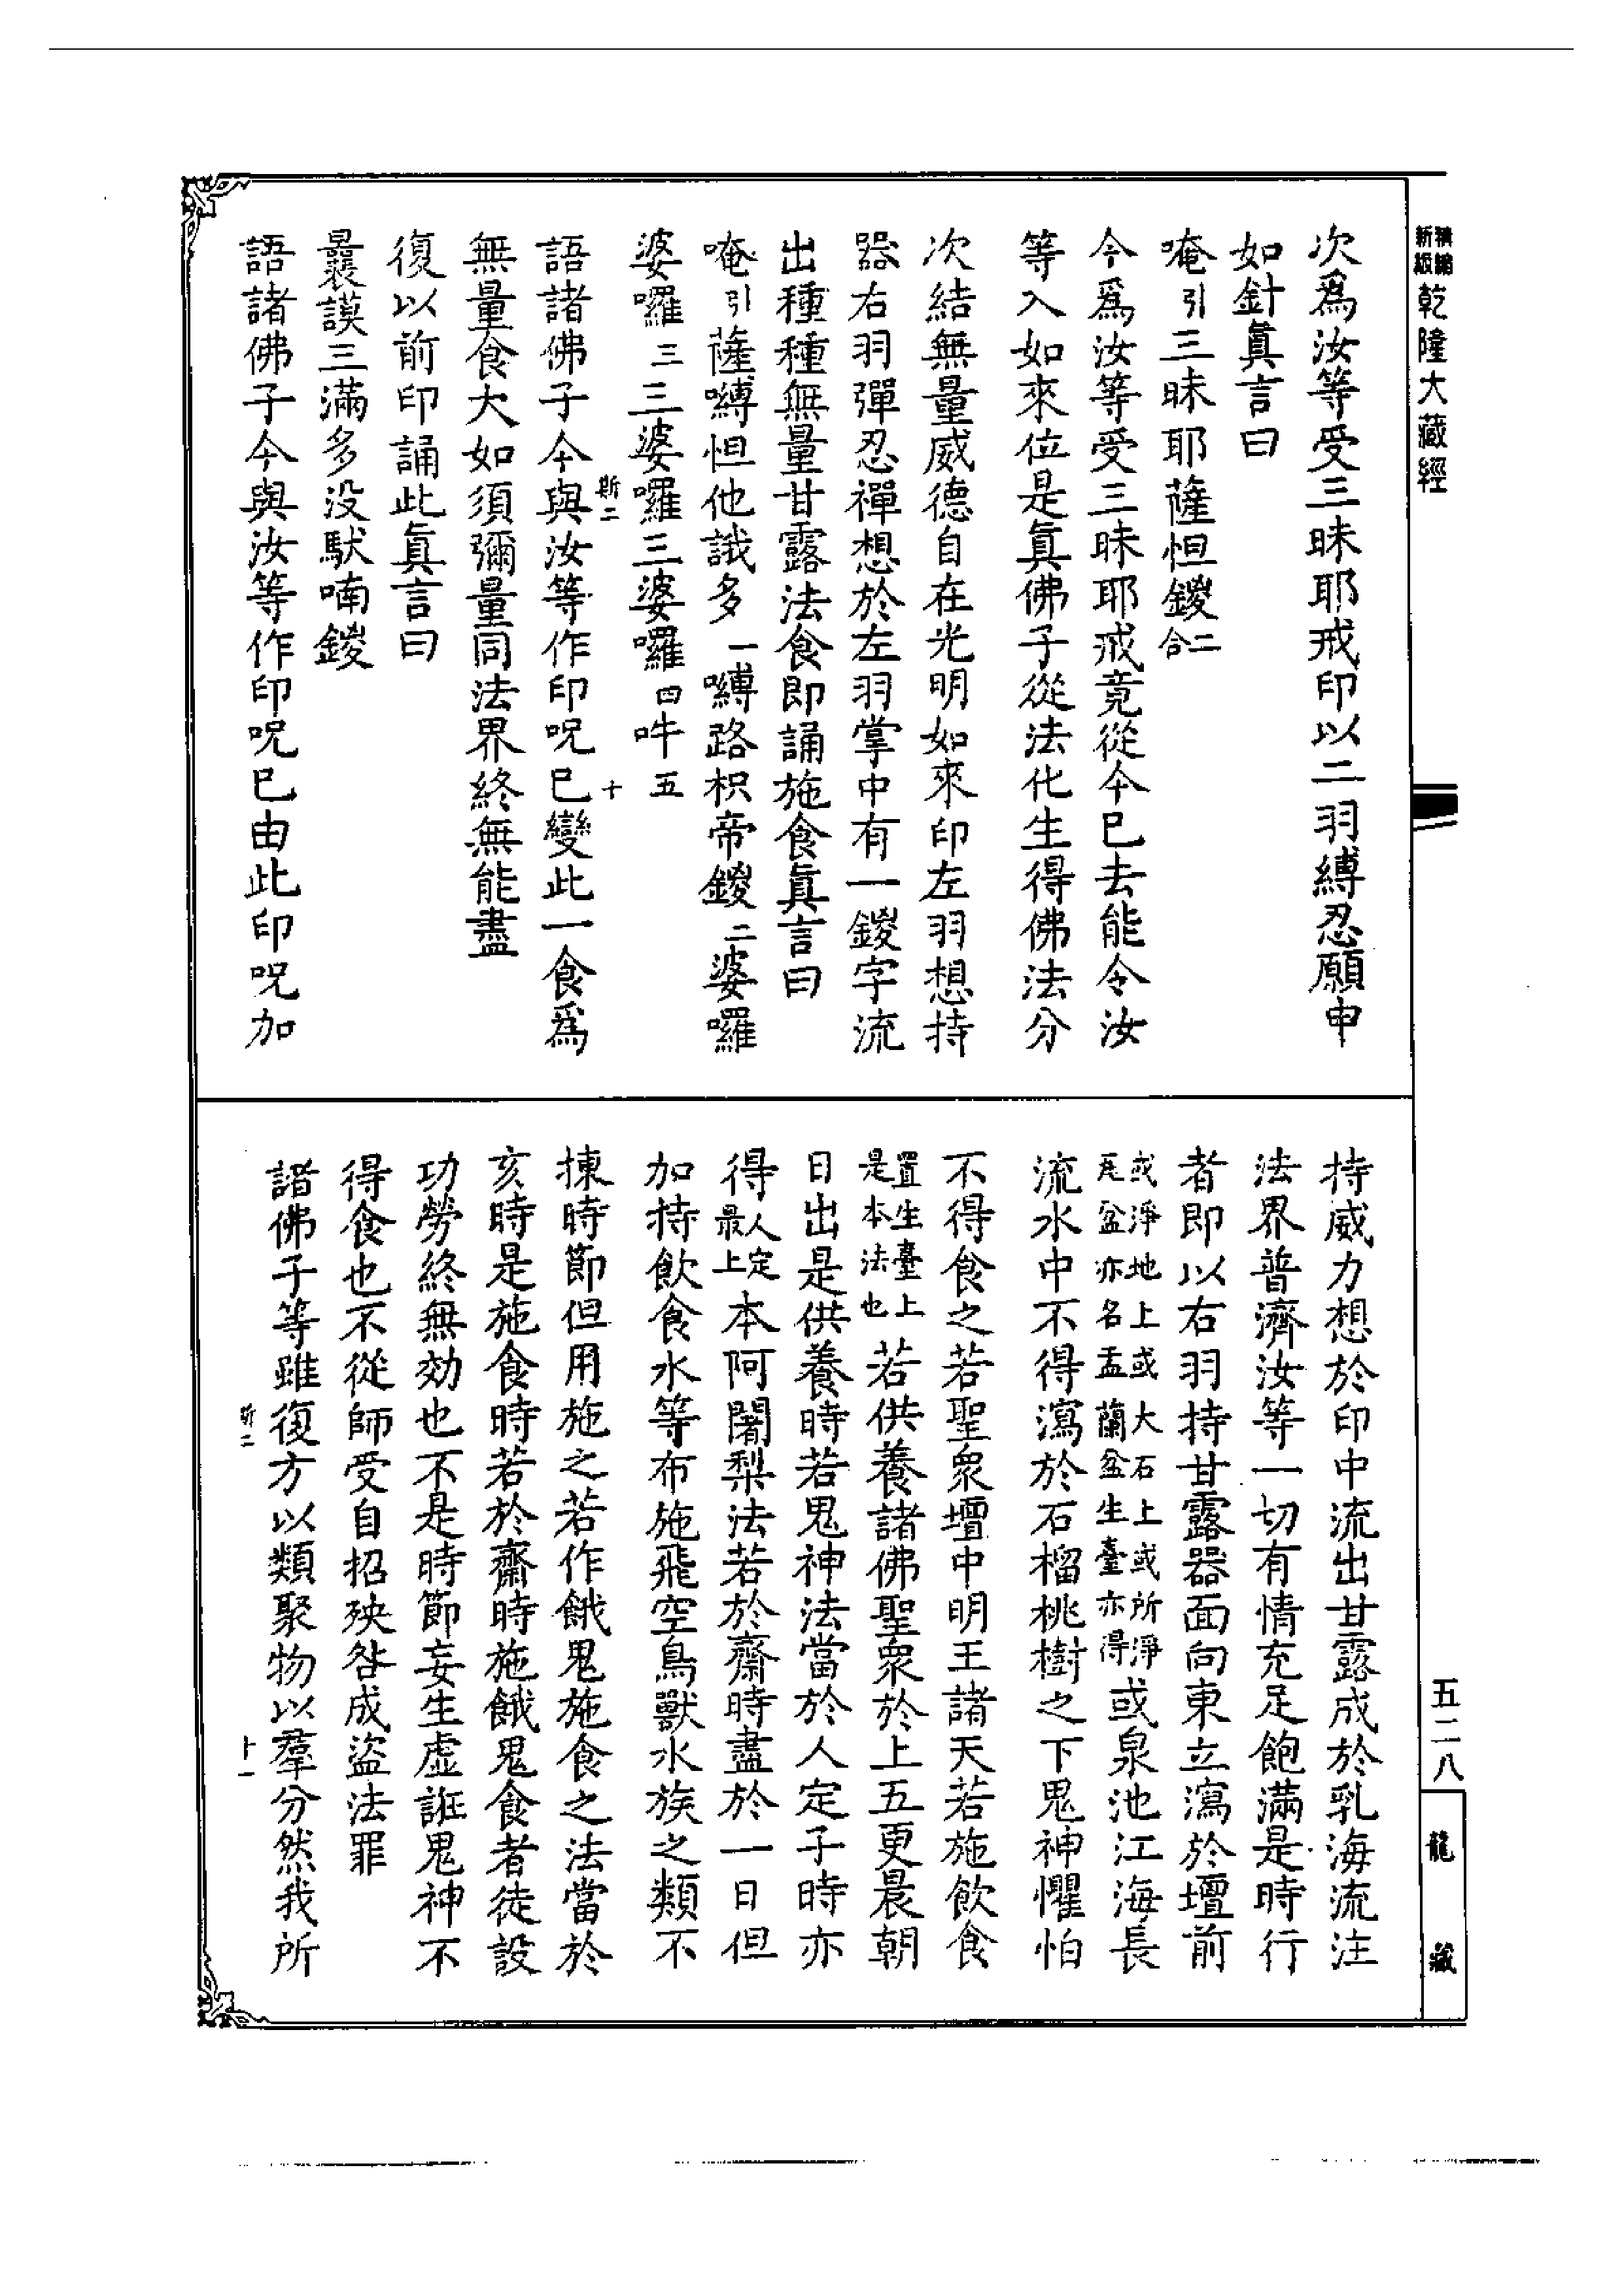 精縮新版乾隆大藏經
次爲汝等受三昧耶戒印以二羽縛忍願申
如針眞言曰
唵引三昧耶薩怛鑁二合
今爲汝等受三昧耶戒竟從今巳去能令汝
等入如來位是眞佛子從法化生得佛法分
次結無量威德自在光明如來印左羽想持
器右羽彈忍禪想於左羽掌中有一鑁字流
出種種無量甘露法食即誦施食眞言曰
唵引薩嚩怛他誐多一嚩路枳帝鑁二婆囉
婆囉三三婆囉三婆囉四吽五
斯二 十
語諸佛子今與汝等作印呪巳變此一食爲
無量食大如須彌量同法界終無能盡
復以前印誦此眞言曰
曩謨三滿多没馱喃鑁
語諸佛子今與汝等作印呪巳由此印呪加
持威力想於印中流出甘露成於乳海流注
法界普濟汝等一切有情充足飽滿是時行
者即以右羽持甘露器面向東立瀉於壇前
或淨地上或大石上或所淨瓦盆亦名盂蘭盆生臺亦得或泉池江海長
流水中不得瀉於石榴桃樹之下鬼神懼怕
不得食之若聖衆壇中明王諸天若施飲食
置生臺上是本法也若供養諸佛聖衆於上五更晨朝
日出是供養時若鬼神法當於人定子時亦
得人定最上本阿闍梨法若於齋時盡於一日但
加持飲食水等布施飛空鳥獸水族之類不
揀時節但用施之若作餓鬼施食之法當於
亥時是施食時若於齋時施餓鬼食者徒設
功勞終無効也不是時節妄生虛誑鬼神不
得食也不從師受自招殃咎成盜法罪
諸佛子等雖復方以類聚物以羣分然我所
斯二 十一
五二八
龍藏